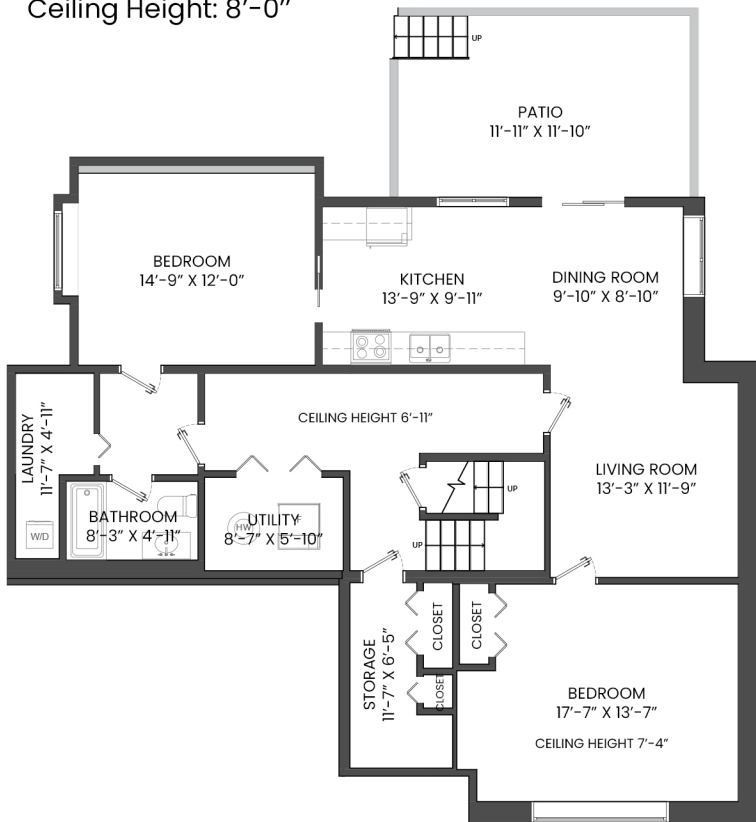 Ceiling Height: 8’-0”
UP
PATIO
11’-11” X 11’-10”
BEDROOM
14’-9” X 12’-0”
KITCHEN
13’-9” X 9’-11”
DINING ROOM
9’-10” X 8’-10”
CEILING HEIGHT 6’-11”
LAUNDRY
11’-7” X 4’-11”
W/D
BATHROOM
8’-3” X 4’-11”
UTILITY
8’-7” X 5’-10”
HW
F
UP
UP
LIVING ROOM
13’-3” X 11’-9”
STORAGE
11’-7” X 6’-5”
CLOSET
CLOSET
CLOSET
BEDROOM
17’-7” X 13’-7”
CEILING HEIGHT 7’-4”